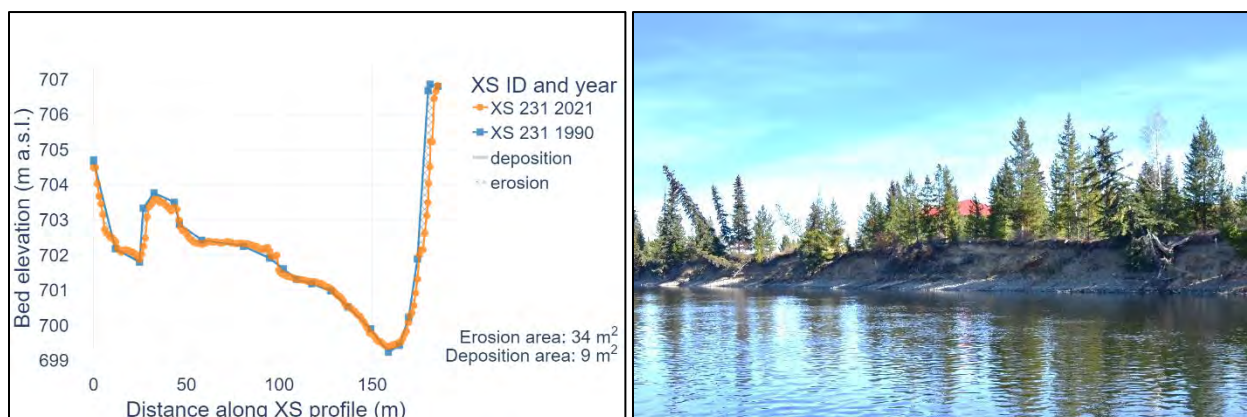 707
706
705
704
703
702
701
700
699
Bed elevation (m a.s.l.)
XS ID and year
XS 231 2021
XS 231 1990
deposition
erosion
Erosion area: 34 m²
Deposition area: 9 m²
0
50
100
150
Distance along XS profile (m)